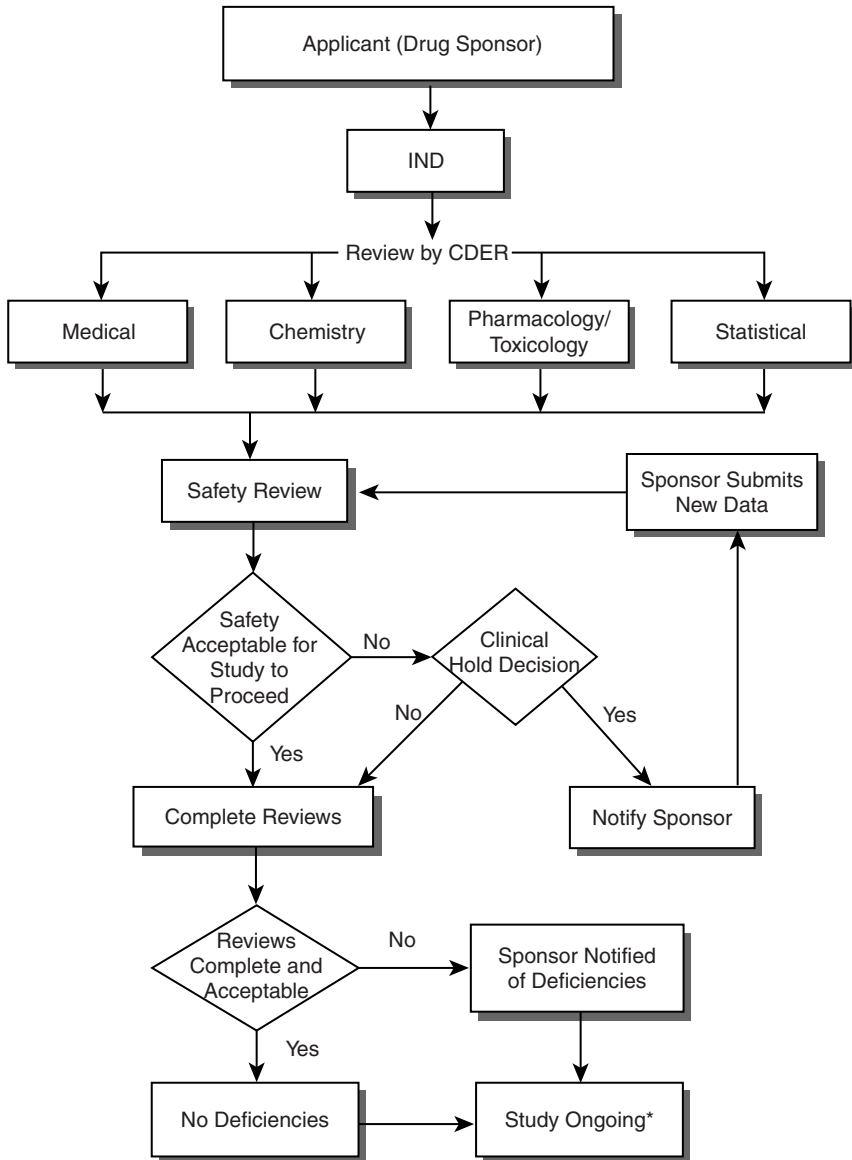 Applicant (Drug Sponsor)
IND
Review by CDER
Medical
Chemistry
Pharmacology/
Toxicology
Statistical
Safety Review
Sponsor Submits
New Data
Safety
Acceptable for
Study to
Proceed
No
Clinical
Hold Decision
No
Yes
Yes
Complete Reviews
Notify Sponsor
Reviews
Complete and
Acceptable
No
Sponsor Notified
of Deficiencies
Yes
No Deficiencies
Study Ongoing*